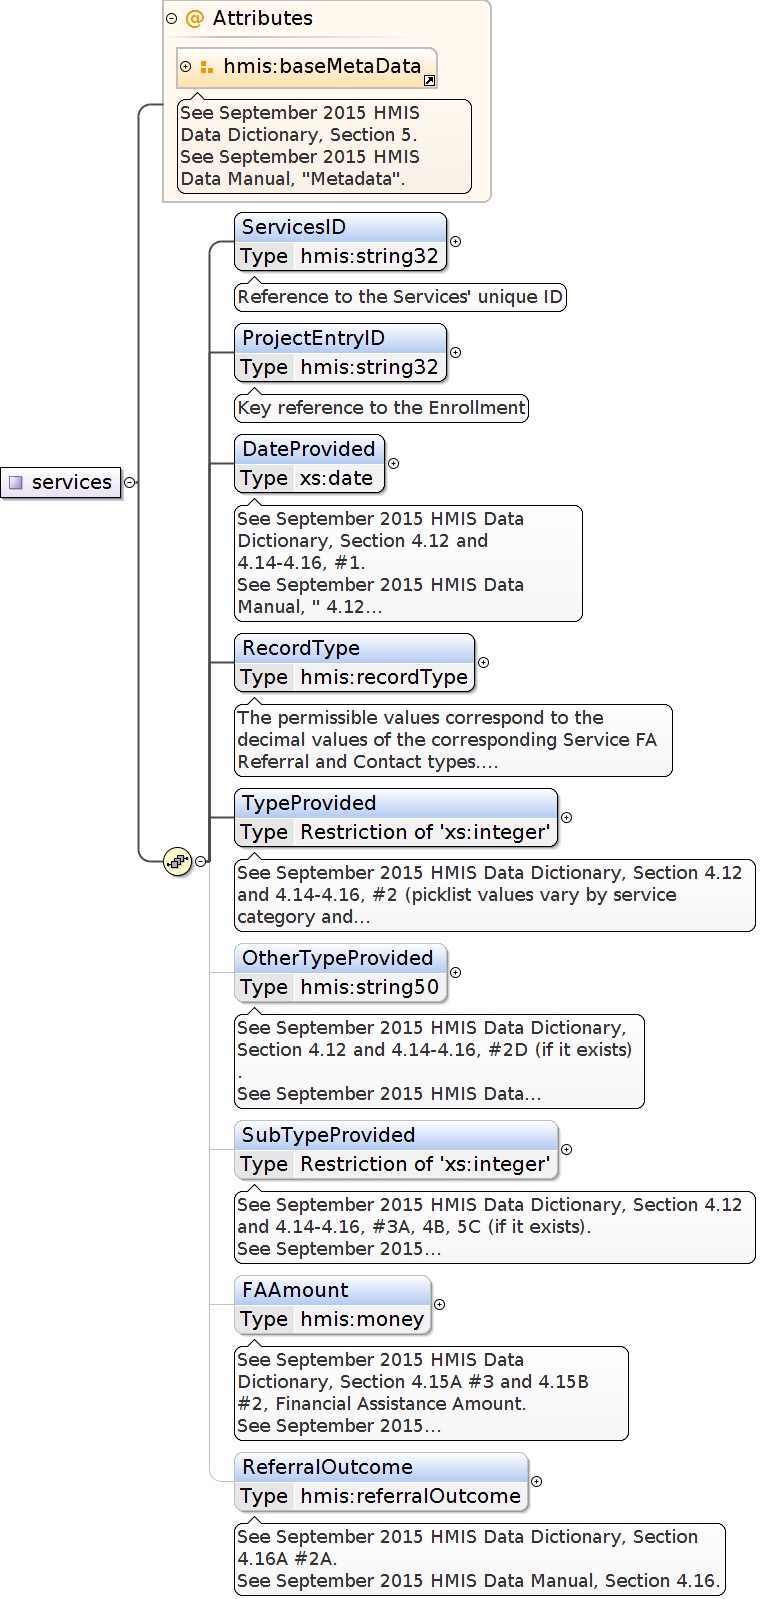 @ Attributes
hmis:baseMetaData
See September 2015 HMIS
Data Dictionary, Section 5.
See September 2015 HMIS
Data Manual, "Metadata".
ServicesID
Type hmis:string32
Reference to the Services' unique ID
ProjectEntryID
Type hmis:string32
Key reference to the Enrollment
DateProvided
Type xs:date
services
See September 2015 HMIS Data
Dictionary, Section 4.12 and
4.14-4.16, #1.
See September 2015 HMIS Data
Manual, " 4.12...
RecordType
Type hmis:recordType
The permissible values correspond to the
decimal values of the corresponding Service FA
Referral and Contact types....
TypeProvided
Type Restriction of 'xs:integer'
See September 2015 HMIS Data Dictionary, Section 4.12
and 4.14-4.16, #2 (picklist values vary by service
category and...
OtherTypeProvided
Type hmis:string50
See September 2015 HMIS Data Dictionary,
Section 4.12 and 4.14-4.16, #2D (if it exists)
.
See September 2015 HMIS Data...
SubTypeProvided
Type Restriction of 'xs:integer'
See September 2015 HMIS Data Dictionary, Section 4.12
and 4.14-4.16, #3A, 4B, 5C (if it exists).
See September 2015...
FAAmount
Type hmis:money
See September 2015 HMIS Data
Dictionary, Section 4.15A #3 and 4.15B
#2, Financial Assistance Amount.
See September 2015...
ReferralOutcome
Type hmis:referralOutcome
See September 2015 HMIS Data Dictionary, Section
4.16A #2A.
See September 2015 HMIS Data Manual, Section 4.16.